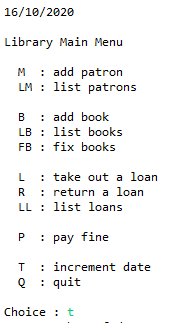 16/10/2020
Library Main Menu
M : add patron
LM : list patrons
B : add book
LB : list books
FB : fix books
L : take out a loan
R : return a loan
LL : list loans
P : pay fine
T : increment date
Q : quit
Choice : t